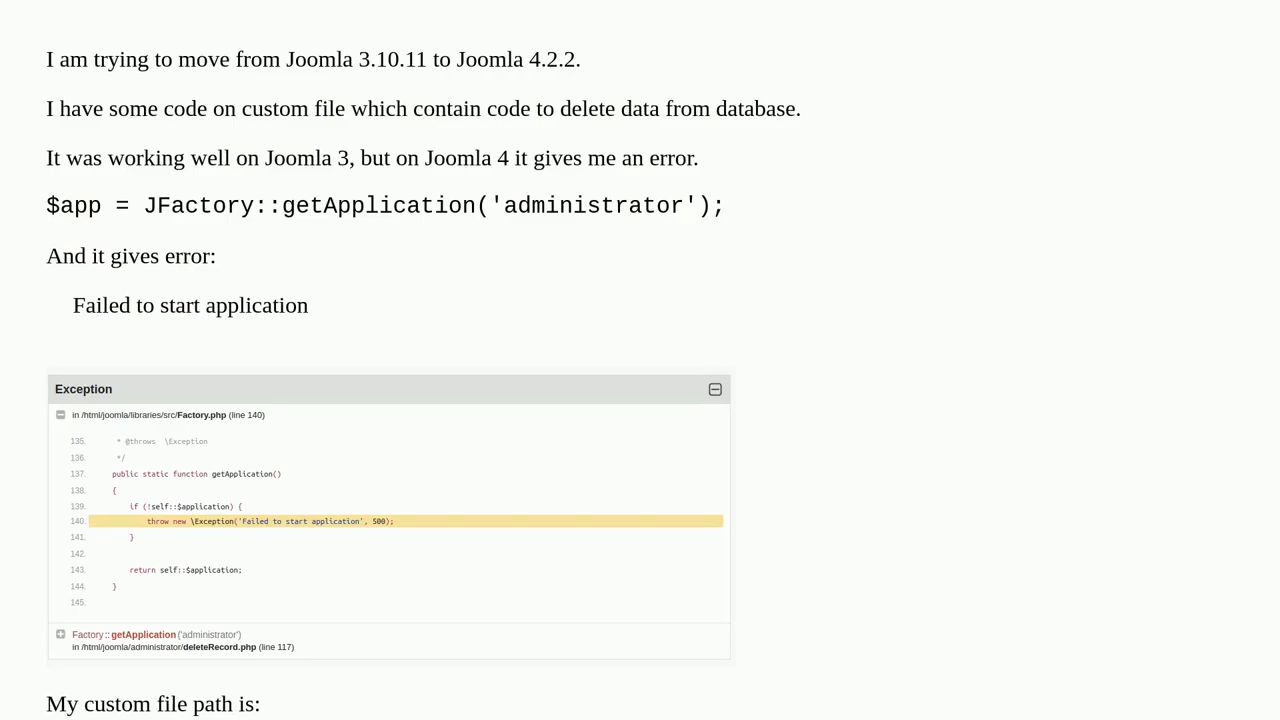 I am trying to move from Joomla 3.10.11 to Joomla 4.2.2.
I have some code on custom file which contain code to delete data from database.
It was working well on Joomla 3, but on Joomla 4 it gives me an error.
$app = JFactory::getApplication('administrator');
And it gives error:
Failed to start application
Exception
in /html/joomla/libraries/src/Factory.php (line 140)
135. * @throws \Exception
136. */
137. public static function getApplication()
138. {
139. if (!self::$application) {
140. throw new \Exception('Failed to start application', 500);
141. }
142.
143. return self::$application;
144. }
145.
Factory::getApplication('administrator')
in /html/joomla/administrator/deleteRecord.php (line 117)
My custom file path is: